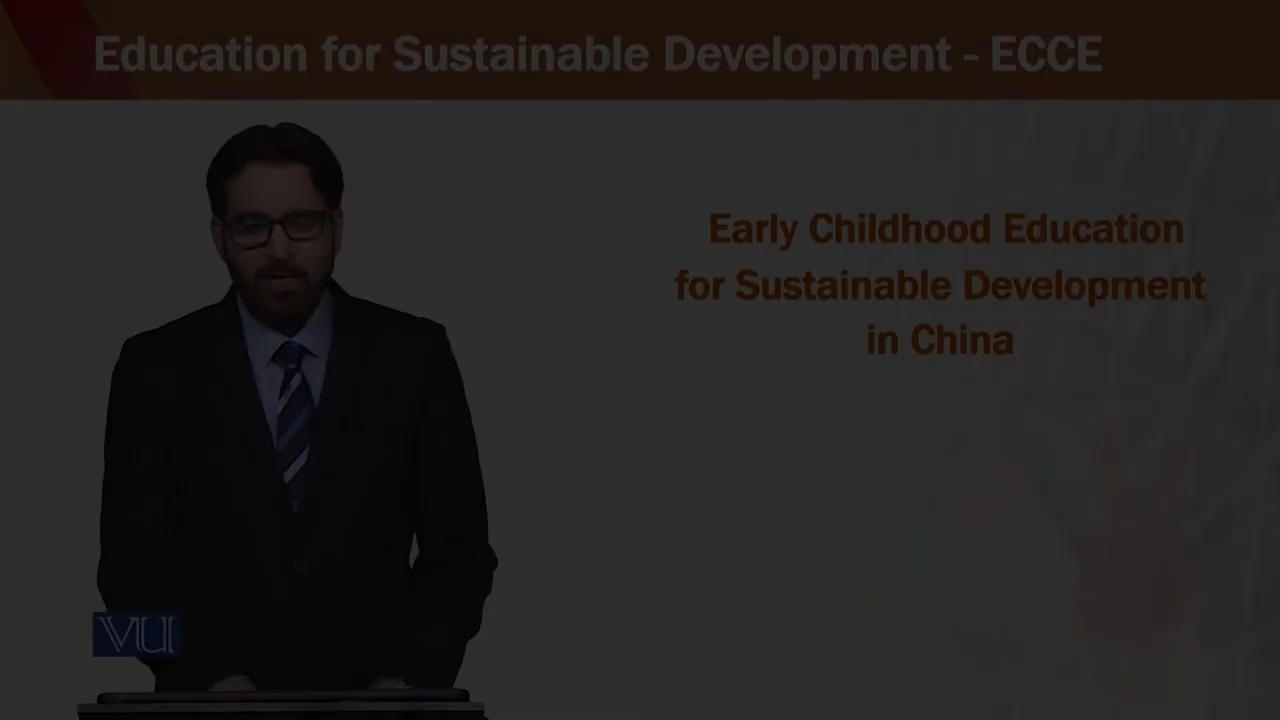 Education for Sustainable Development - ECCE
Early Childhood Education
for Sustainable Development
in China
VU